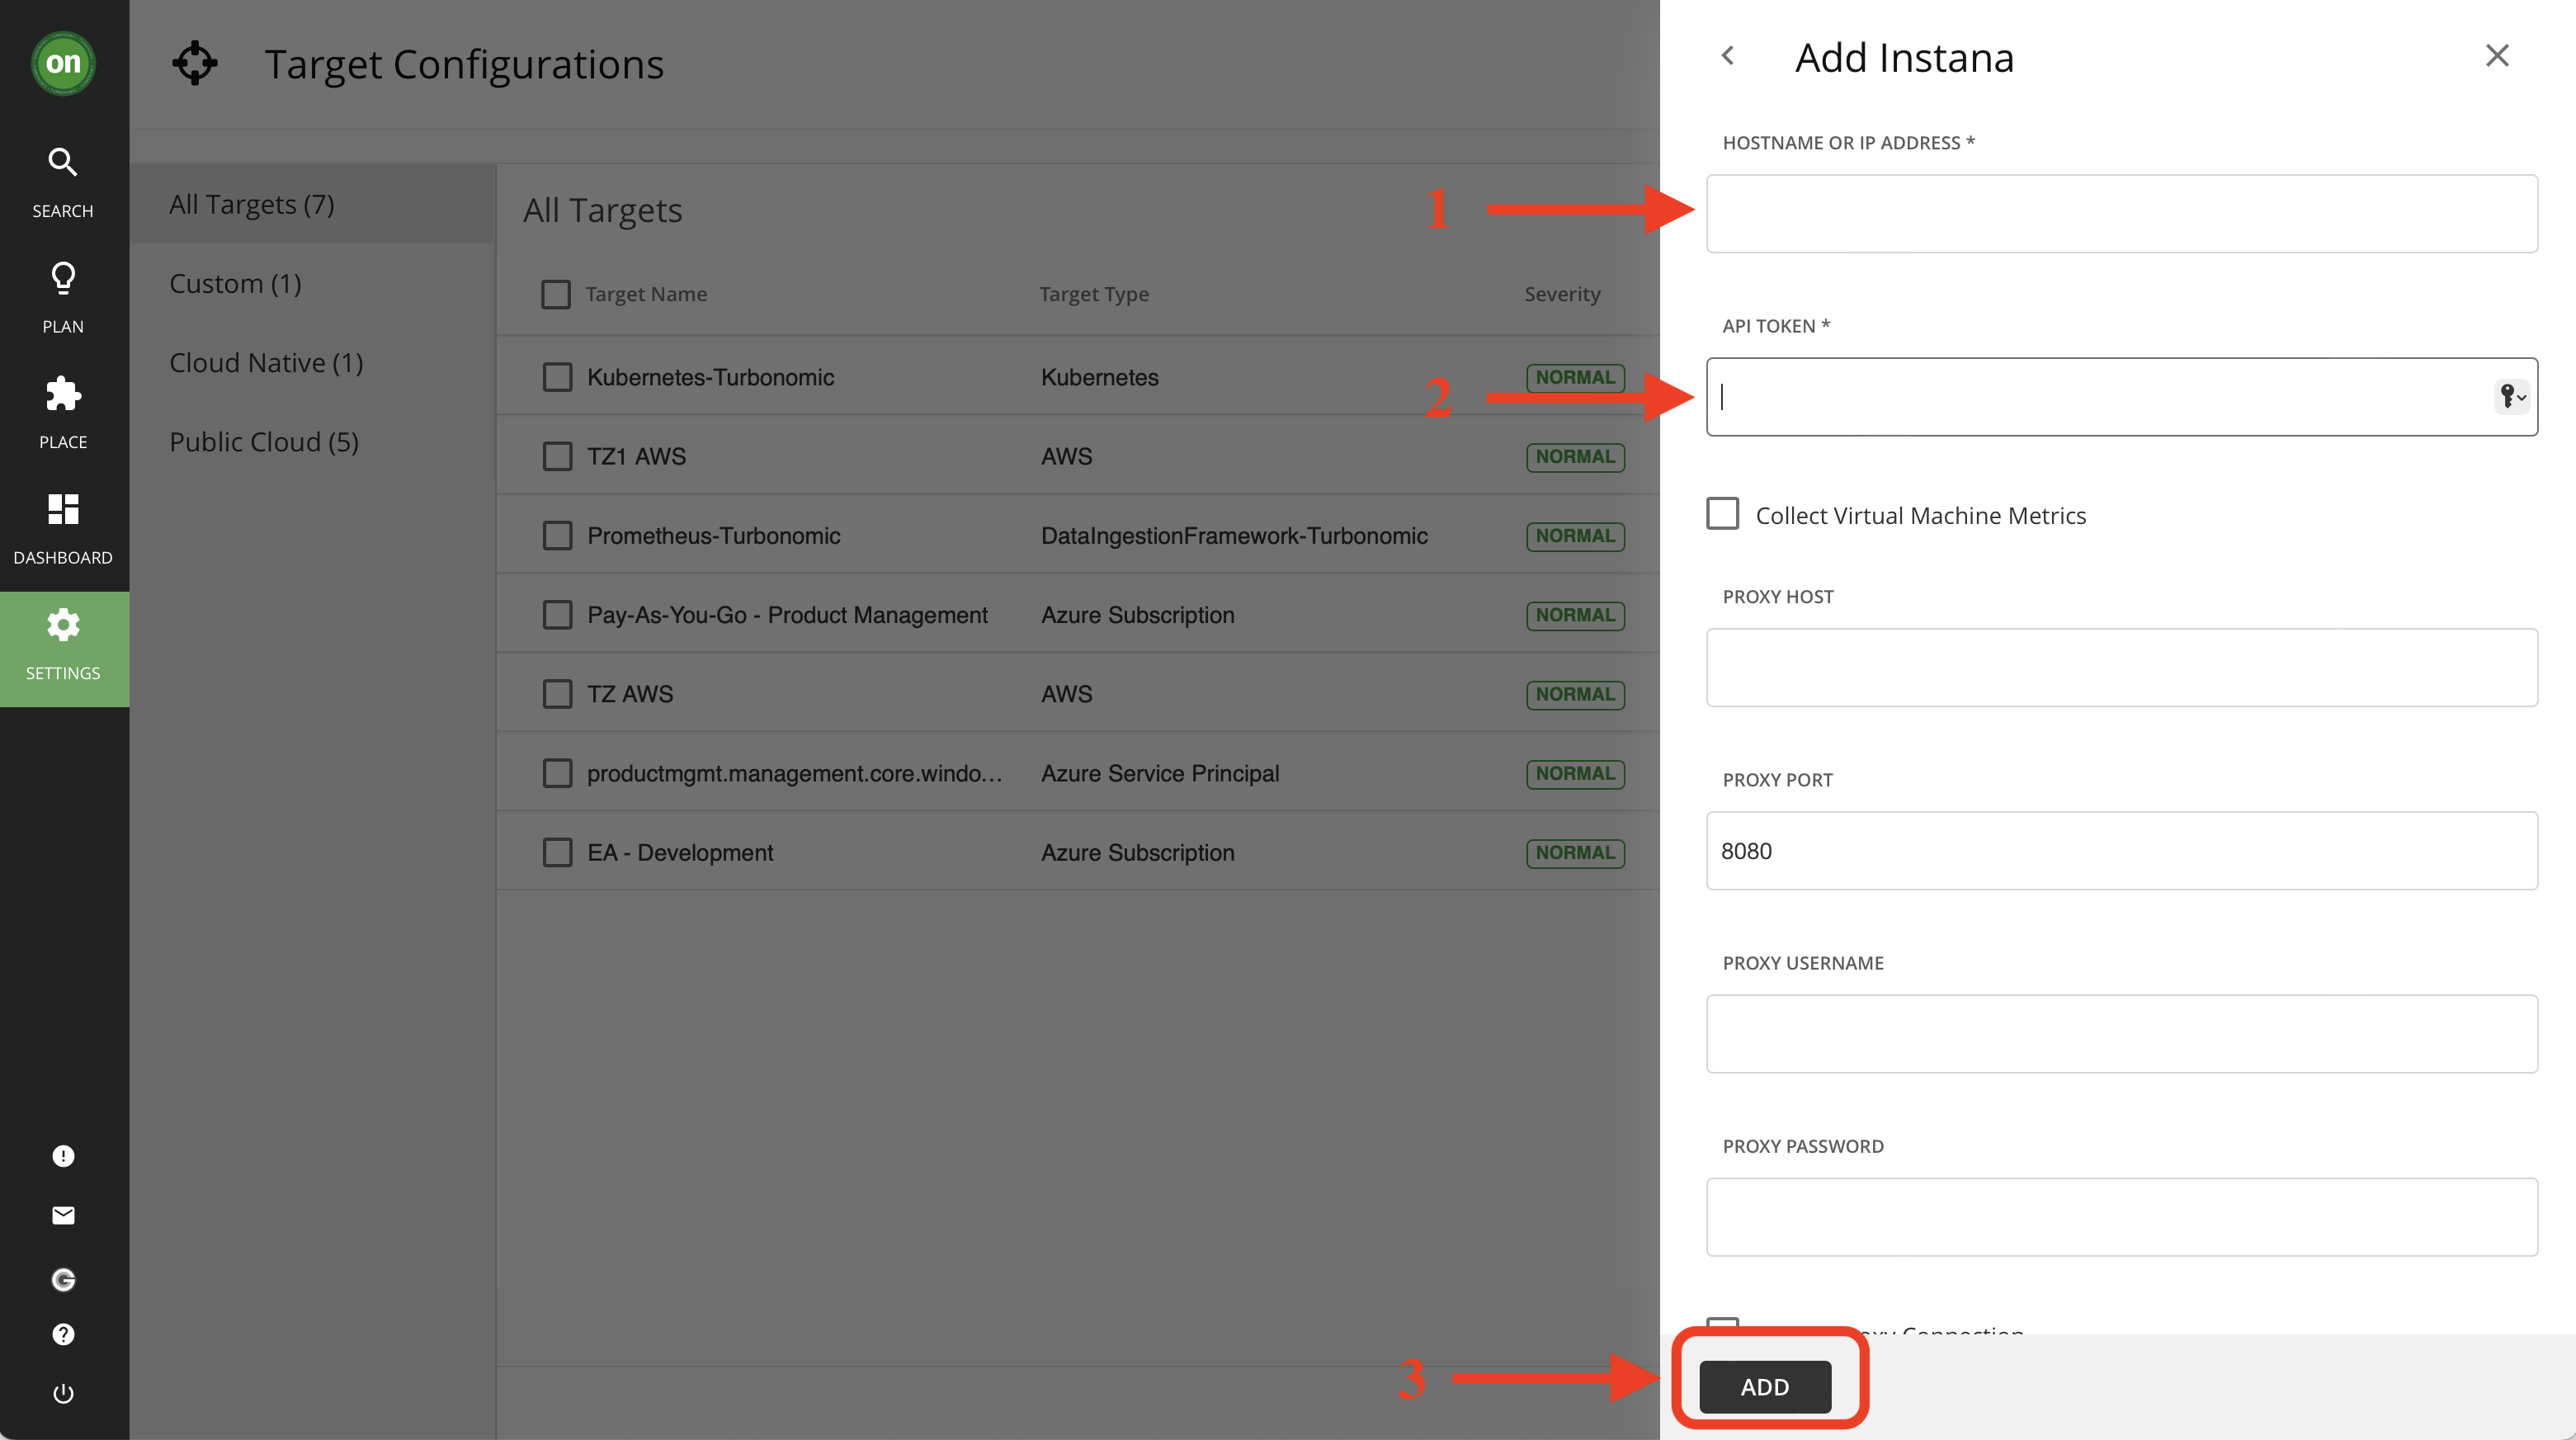 on
SEARCH
PLAN
PLACE
DASHBOARD
SETTINGS
Target Configurations
All Targets (7)
Custom (1)
Cloud Native (1)
Public Cloud (5)
All Targets
Target Name Target Type Severity
Kubernetes-Turbonomic Kubernetes NORMAL
TZ1 AWS AWS NORMAL
Prometheus-Turbonomic DataIngestionFramework-Turbonomic NORMAL
Pay-As-You-Go - Product Management Azure Subscription NORMAL
TZ AWS AWS NORMAL
productmgmt.management.core.windo... Azure Service Principal NORMAL
EA - Development Azure Subscription NORMAL
Add Instana
HOSTNAME OR IP ADDRESS *
1
API TOKEN *
2
Collect Virtual Machine Metrics
PROXY HOST
PROXY PORT
8080
PROXY USERNAME
PROXY PASSWORD
Connection
3
ADD